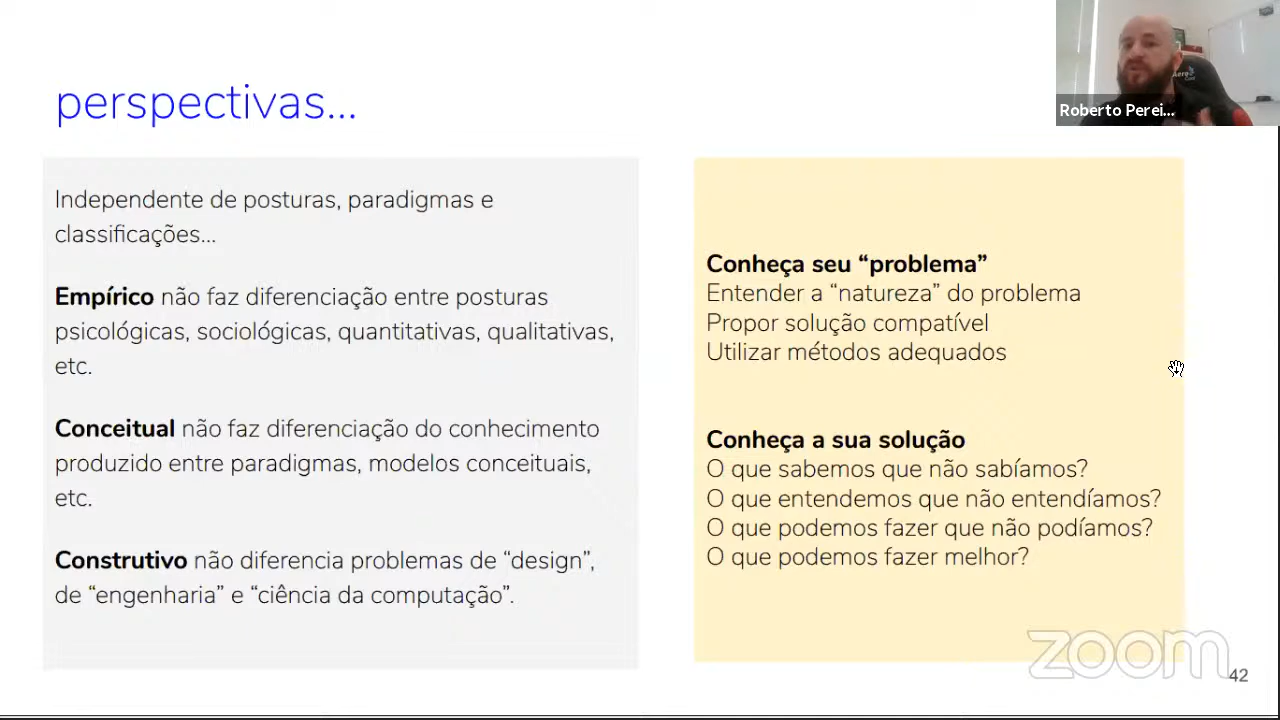 perspectivas...
Roberto Perei...
Independente de posturas, paradigmas e
classificações...
Empírico não faz diferenciação entre posturas
psicológicas, sociológicas, quantitativas, qualitativas,
etc.
Conceitual não faz diferenciação do conhecimento
produzido entre paradigmas, modelos conceituais,
etc.
Construtivo não diferencia problemas de “design”,
de “engenharia” e “ciência da computação”.
Conheça seu “problema”
Entender a “natureza” do problema
Propor solução compatível
Utilizar métodos adequados
Conheça a sua solução
O que sabemos que não sabíamos?
O que entendemos que não entendíamos?
O que podemos fazer que não podíamos?
O que podemos fazer melhor?
zoom
42